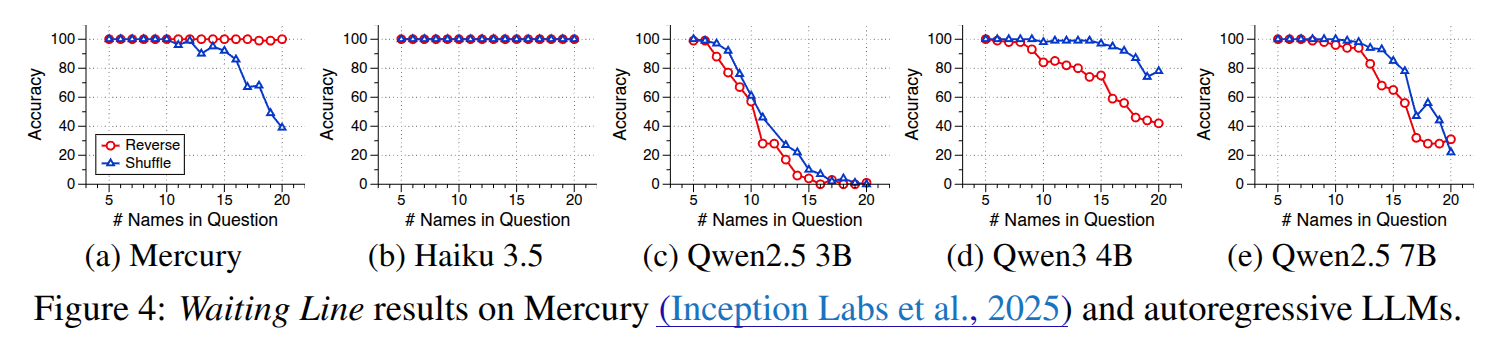 100
80
60
40
20
0
Accuracy
Reverse
Shuffle
5 10 15 20
# Names in Question
(a) Mercury
100
80
60
40
20
0
Accuracy
5 10 15 20
# Names in Question
(b) Haiku 3.5
100
80
60
40
20
0
Accuracy
5 10 15 20
# Names in Question
(c) Qwen2.5 3B
100
80
60
40
20
0
Accuracy
5 10 15 20
# Names in Question
(d) Qwen3 4B
100
80
60
40
20
0
Accuracy
5 10 15 20
# Names in Question
(e) Qwen2.5 7B
Figure 4: Waiting Line results on Mercury (Inception Labs et al., 2025) and autoregressive LLMs.